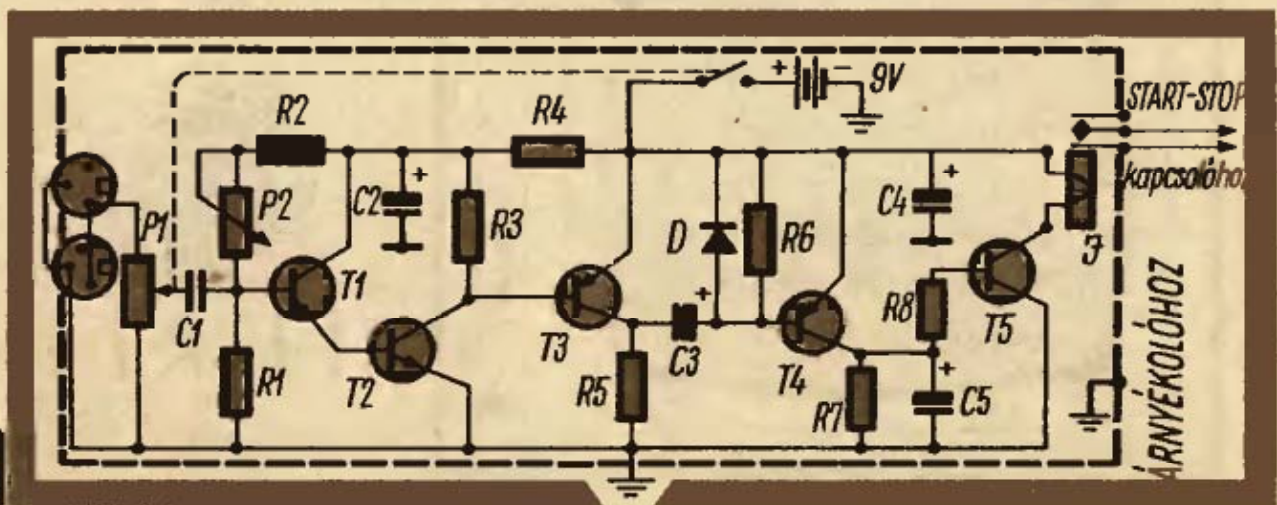 + - 9V
START-STOP
kapcsolóho
R2
R4
P1
P2
C2
+
R3
D
R6
C4
+
J
C1
T1
T3
C3
+
T4
R8
T5
R1
T2
R5
R7
+
C5
ÁRNYÉKOLÓHOZ